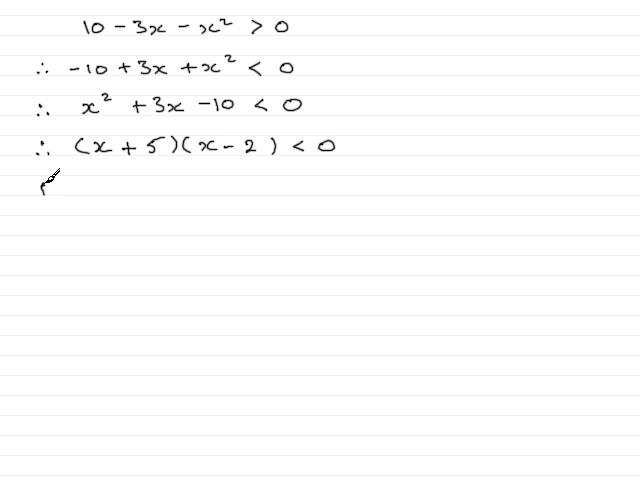 10 - 3x - x² > 0
∴ -10 + 3x + x² < 0
∴ x² + 3x - 10 < 0
∴ (x + 5)(x - 2) < 0